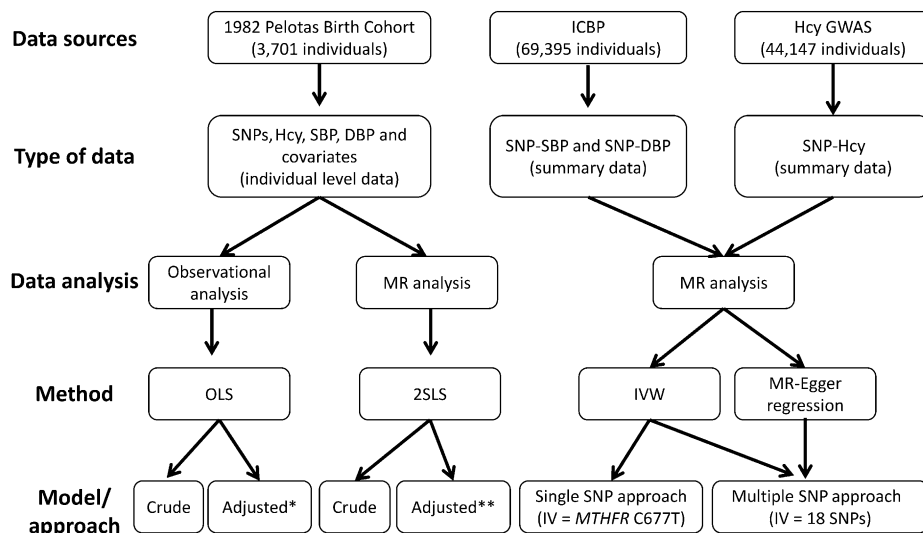 Data sources
1982 Pelotas Birth Cohort
(3,701 individuals)
ICBP
(69,395 individuals)
Hcy GWAS
(44,147 individuals)
Type of data
SNPs, Hcy, SBP, DBP and
covariates
(individual level data)
SNP-SBP and SNP-DBP
(summary data)
SNP-Hcy
(summary data)
Data analysis
Observational
analysis
MR analysis
MR analysis
Method
OLS
2SLS
IVW
MR-Egger
regression
Model/
approach
Crude
Adjusted*
Crude
Adjusted**
Single SNP approach
(IV = MTHFR C677T)
Multiple SNP approach
(IV = 18 SNPs)